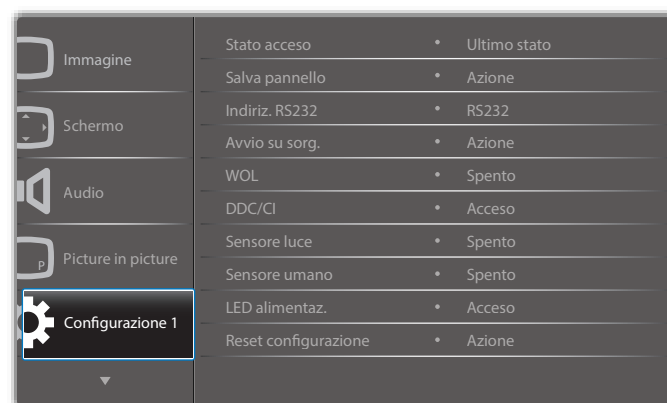 Immagine
Schermo
Audio
P
Picture in picture
Configurazione 1
Stato acceso • Ultimo stato
Salva pannello • Azione
Indiriz. RS232 • RS232
Avvio su sorg. • Azione
WOL • Spento
DDC/CI • Acceso
Sensore luce • Spento
Sensore umano • Spento
LED alimentaz. • Acceso
Reset configurazione • Azione